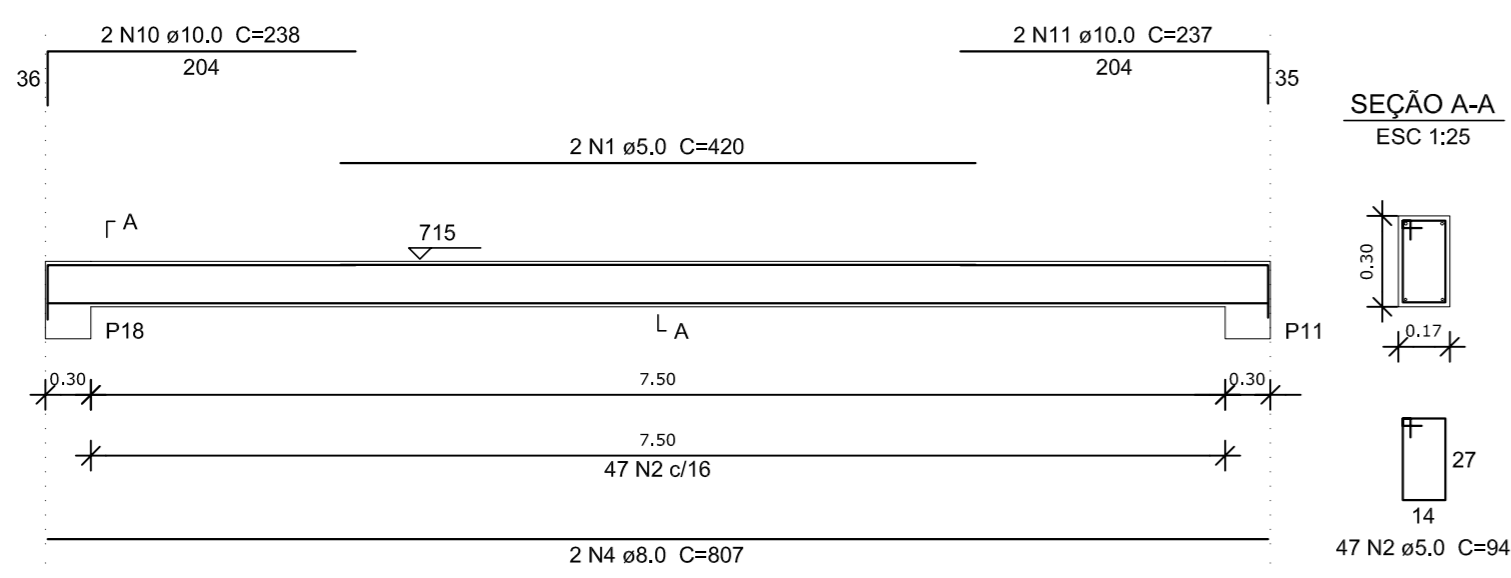 2 N10 ø10.0 C=238
204
36
2 N11 ø10.0 C=237
204
35
SEÇÃO A-A
ESC 1:25
2 N1 ø5.0 C=420
A
715
P18
A
P11
0.30
0.17
0.30
7.50
0.30
7.50
47 N2 c/16
27
14
47 N2 ø5.0 C=94
2 N4 ø8.0 C=807